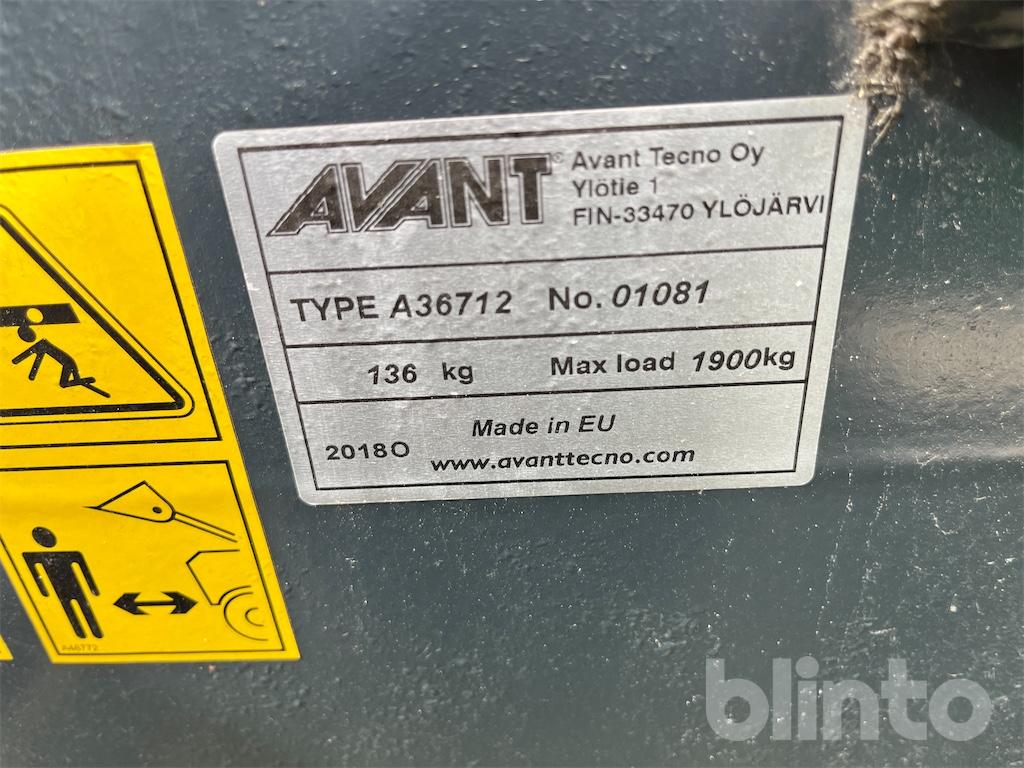 AVANT® Avant Tecno Oy
Ylötie 1
FIN-33470 YLÖJÄRVI
TYPE A36712 No. 01081
136 kg Max load 1900kg
Made in EU
2018O www.avanttecno.com
A46772
blinto